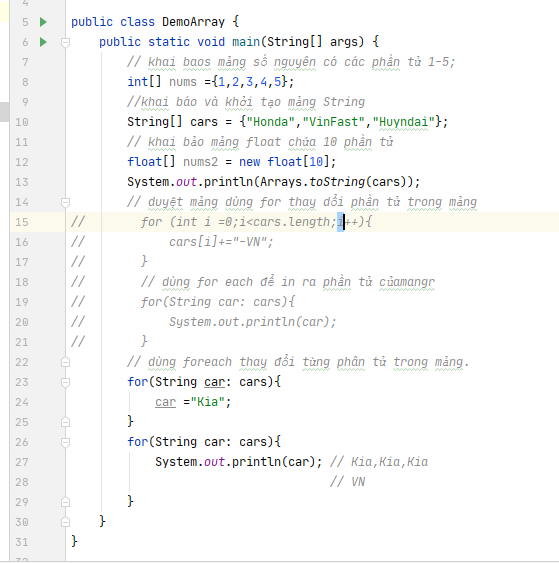 4
5 public class DemoArray {
6 public static void main(String[] args) {
7 // khai baos mảng số nguyên có các phần tử 1-5;
8 int[] nums ={1,2,3,4,5};
9 //khai báo và khởi tạo mảng String
10 String[] cars = {"Honda","VinFast","Huyndai"};
11 // khai bảo mảng float chứa 10 phần tử
12 float[] nums2 = new float[10];
13 System.out.println(Arrays.toString(cars));
14 // duyệt mảng dùng for thay dổi phần tử trong mảng
15 // for (int i =0;i<cars.length;i++){
16 // cars[i]+="-VN";
17 // }
18 // // dùng for each để in ra phần tử củamangr
19 // for(String car: cars){
20 // System.out.println(car);
21 // }
22 // dùng foreach thay đổi từng phân tử trong mảng.
23 for(String car: cars){
24 car ="Kia";
25 }
26 for(String car: cars){
27 System.out.println(car); // Kia,Kia,Kia
28 // VN
29 }
30 }
31 }